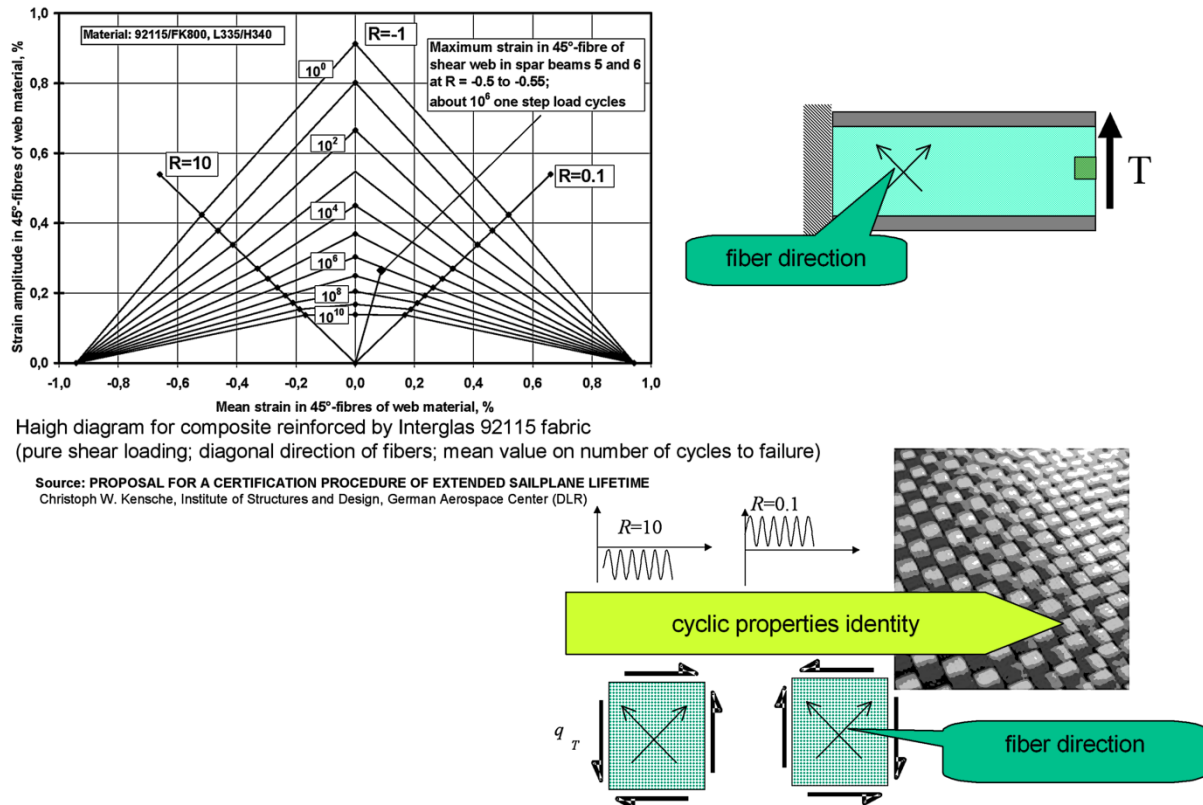 1,0
0,8
0,6
0,4
0,2
0,0
-1,0
-0,8
-0,6
-0,4
-0,2
0,0
0,2
0,4
0,6
0,8
1,0
Strain amplitude in 45°-fibres of web material, %
Mean strain in 45°-fibres of web material, %
Material: 92115/FK800, L335/H340
R=-1
Maximum strain in 45°-fibre of
shear web in spar beams 5 and 6
at R = -0.5 to -0.55;
about 10⁶ one step load cycles
10⁰
10²
R=10
R=0.1
10⁴
10⁶
10⁸
10¹⁰
T
fiber direction
Haigh diagram for composite reinforced by Interglas 92115 fabric
(pure shear loading; diagonal direction of fibers; mean value on number of cycles to failure)
Source: PROPOSAL FOR A CERTIFICATION PROCEDURE OF EXTENDED SAILPLANE LIFETIME
Christoph W. Kensche, Institute of Structures and Design, German Aerospace Center (DLR)
R=10
R=0.1
cyclic properties identity
q T
fiber direction